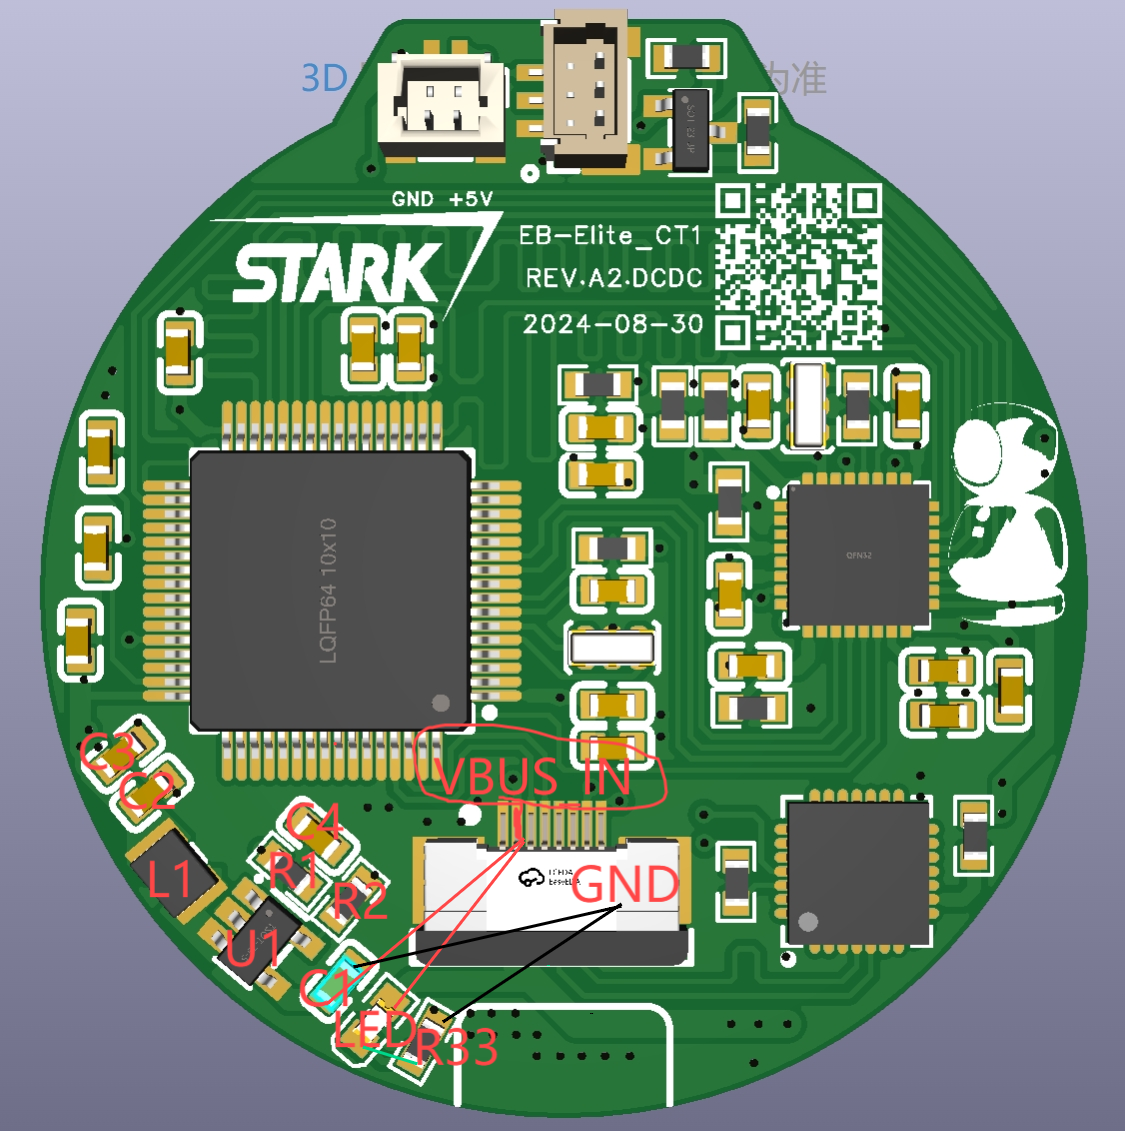 3D
为准
GND +5V
STARK
EB-Elite_CT1
REV.A2.DCDC
2024-08-30
LQFP64 10x10
QFN32
VBUS IN
C3
C2
C4
L1
R1
R2
GND
U1
C1
LED
R33